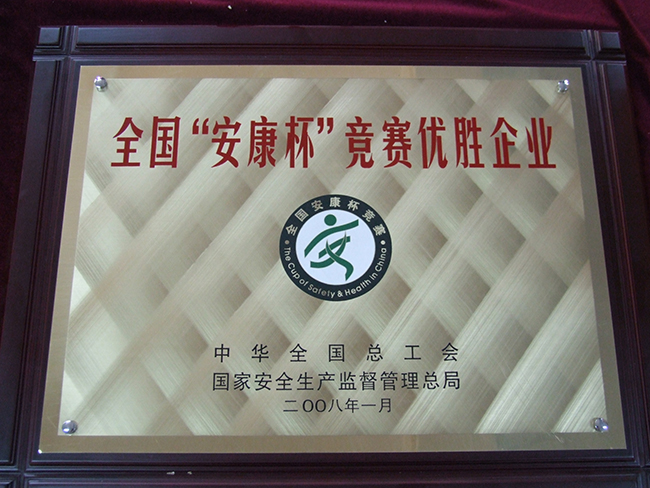 全国“安康杯”竞赛优胜企业
全国安康杯竞赛
The Cup of Safety & Health in China
中华全国总工会
国家安全生产监督管理总局
二OO八年一月